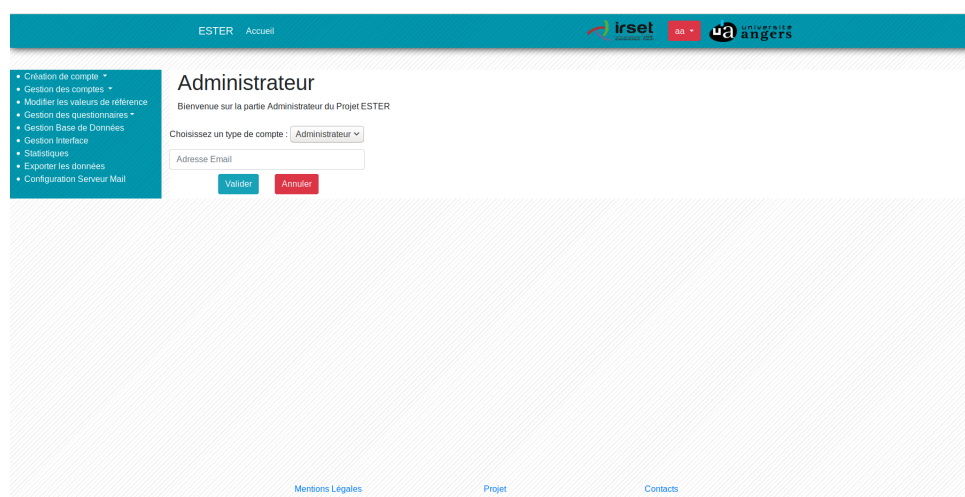 ESTER Accueil
irset
aa
ua université angers
Création de compte
Gestion des comptes
Modifier les valeurs de référence
Gestion des questionnaires
Gestion Base de Données
Gestion Interface
Statistiques
Exporter les données
Configuration Serveur Mail
Administrateur
Bienvenue sur la partie Administrateur du Projet ESTER
Choisissez un type de compte : Administrateur
Adresse Email
Valider Annuler
Mentions Légales Projet Contacts